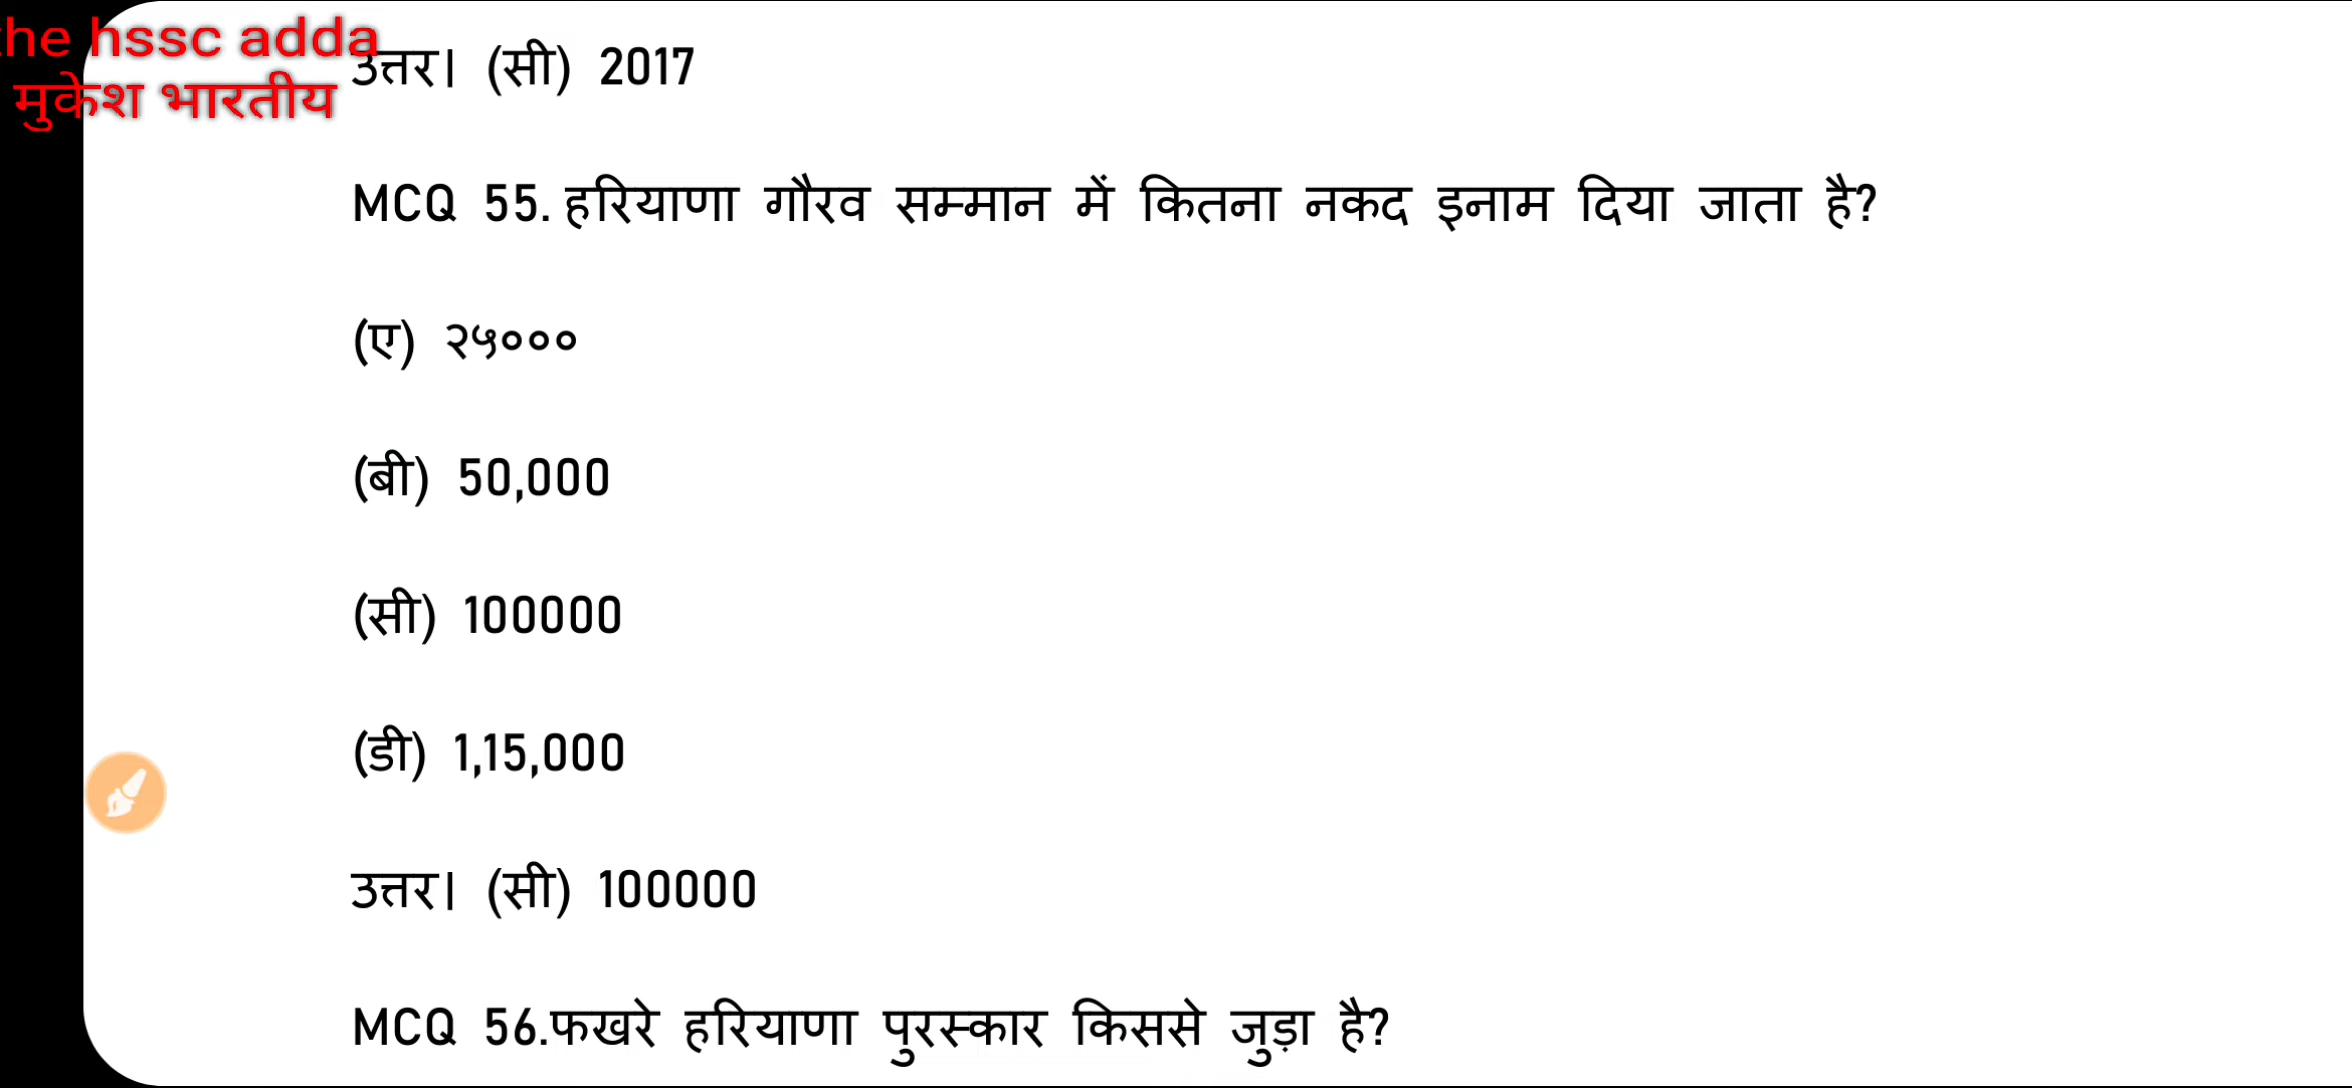 he hssc adda
मुकेश भारतीय
उत्तर। (सी) 2017
MCQ 55. हरियाणा गौरव सम्मान में कितना नकद इनाम दिया जाता है?
(ए) २५०००
(बी) 50,000
(सी) 100000
(डी) 1,15,000
उत्तर। (सी) 100000
MCQ 56.फखरे हरियाणा पुरस्कार किससे जुड़ा है?